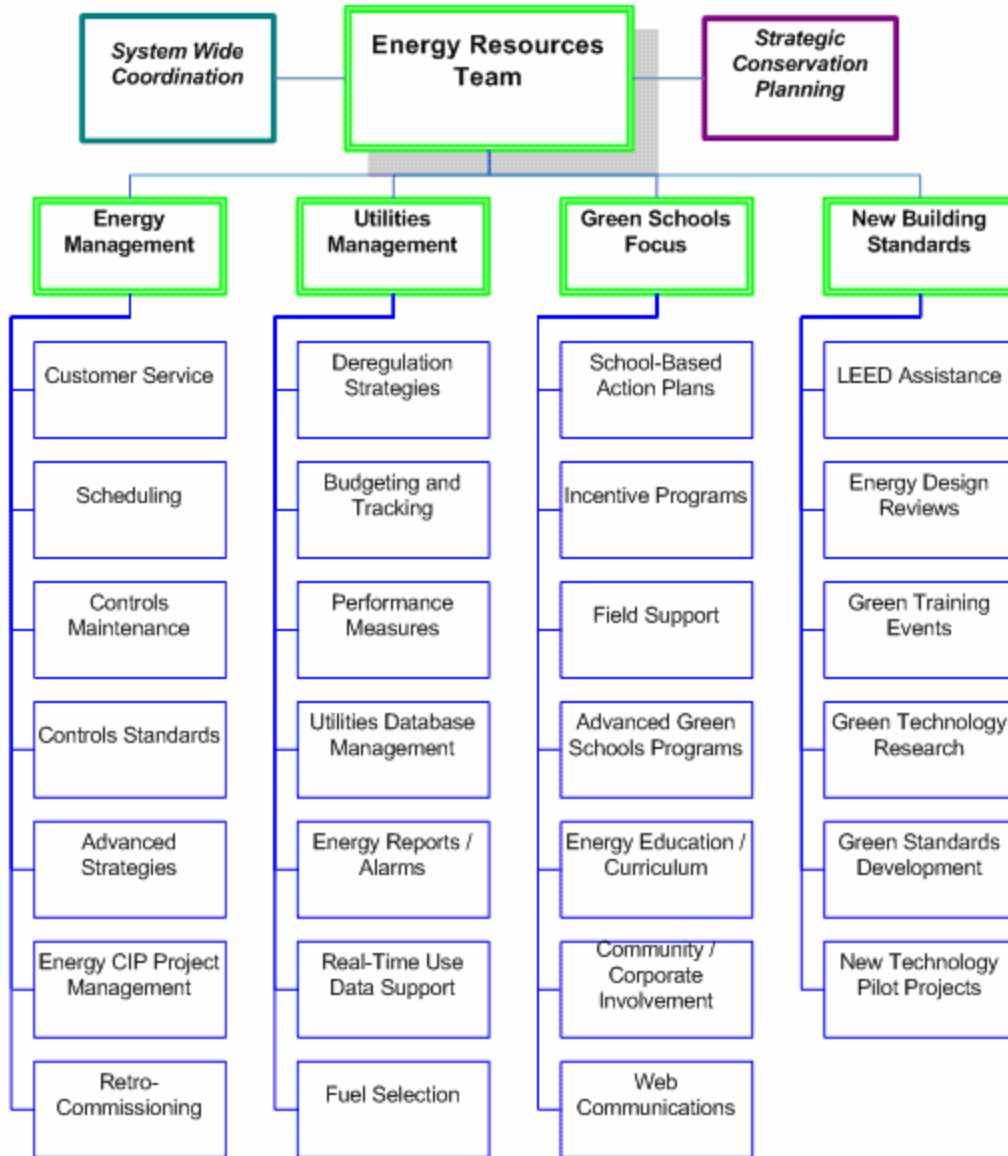 System Wide
Coordination
Energy Resources
Team
Strategic
Conservation
Planning
Energy
Management
Utilities
Management
Green Schools
Focus
New Building
Standards
Customer Service
Deregulation
Strategies
School-Based
Action Plans
LEED Assistance
Scheduling
Budgeting and
Tracking
Incentive Programs
Energy Design
Reviews
Controls
Maintenance
Performance
Measures
Field Support
Green Training
Events
Controls Standards
Utilities Database
Management
Advanced Green
Schools Programs
Green Technology
Research
Advanced
Strategies
Energy Reports /
Alarms
Energy Education /
Curriculum
Green Standards
Development
Energy CIP Project
Management
Real-Time Use
Data Support
Community /
Corporate
Involvement
New Technology
Pilot Projects
Retro-
Commissioning
Fuel Selection
Web
Communications